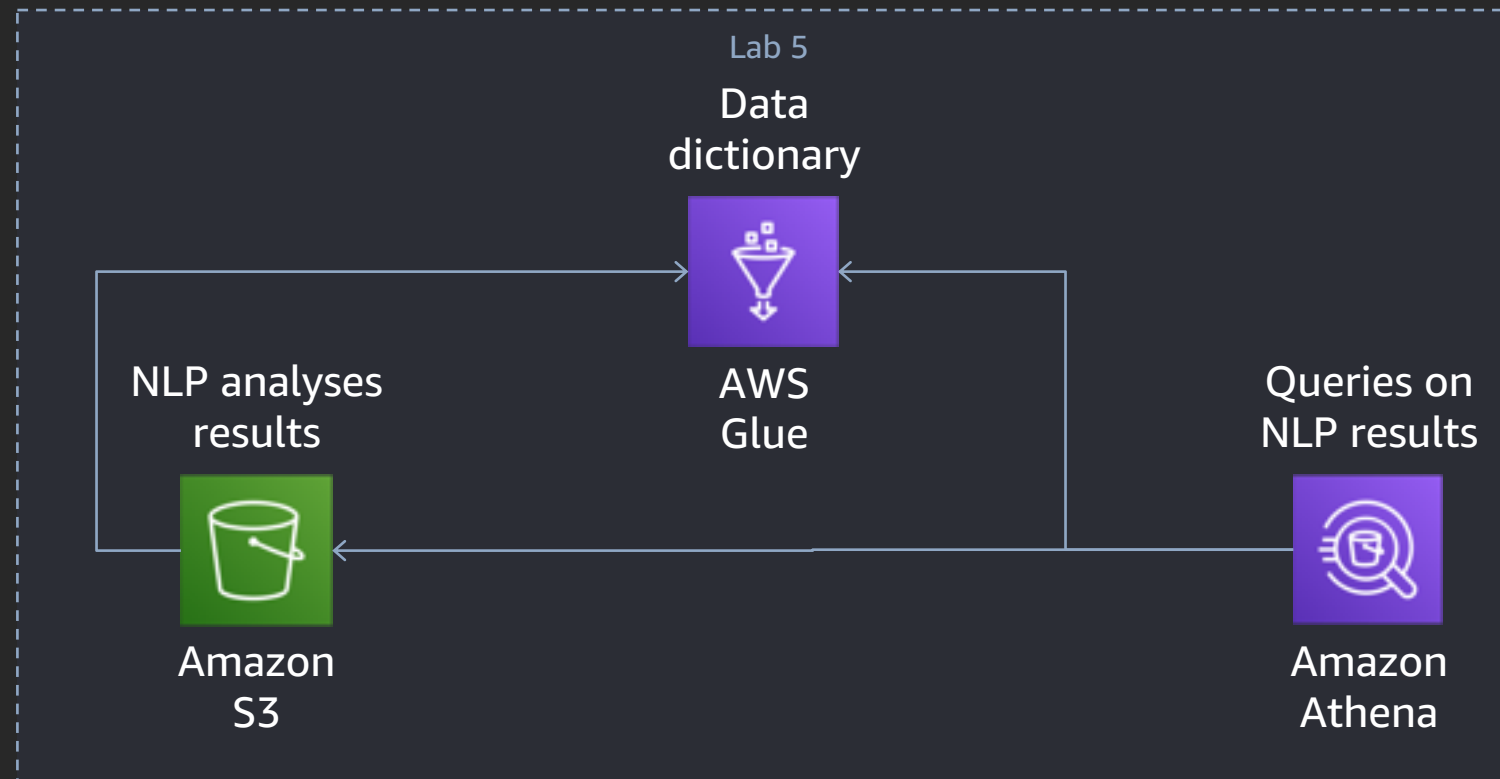 Lab 5
Data
dictionary
AWS
Glue
NLP analyses
results
Amazon
S3
Queries on
NLP results
Amazon
Athena